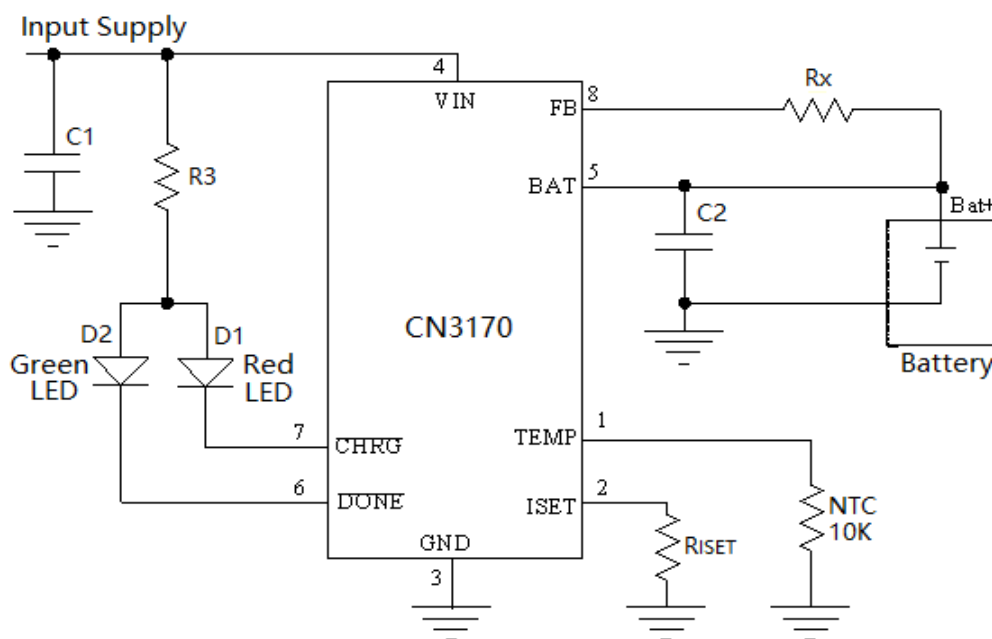 Input Supply
4
VIN
C1
R3
FB
8
Rx
BAT
5
C2
Bat+
CN3170
Battery
D2
D1
Green
LED
Red
LED
7
CHRG
TEMP
1
6
DONE
ISET
2
NTC
10K
RISET
GND
3